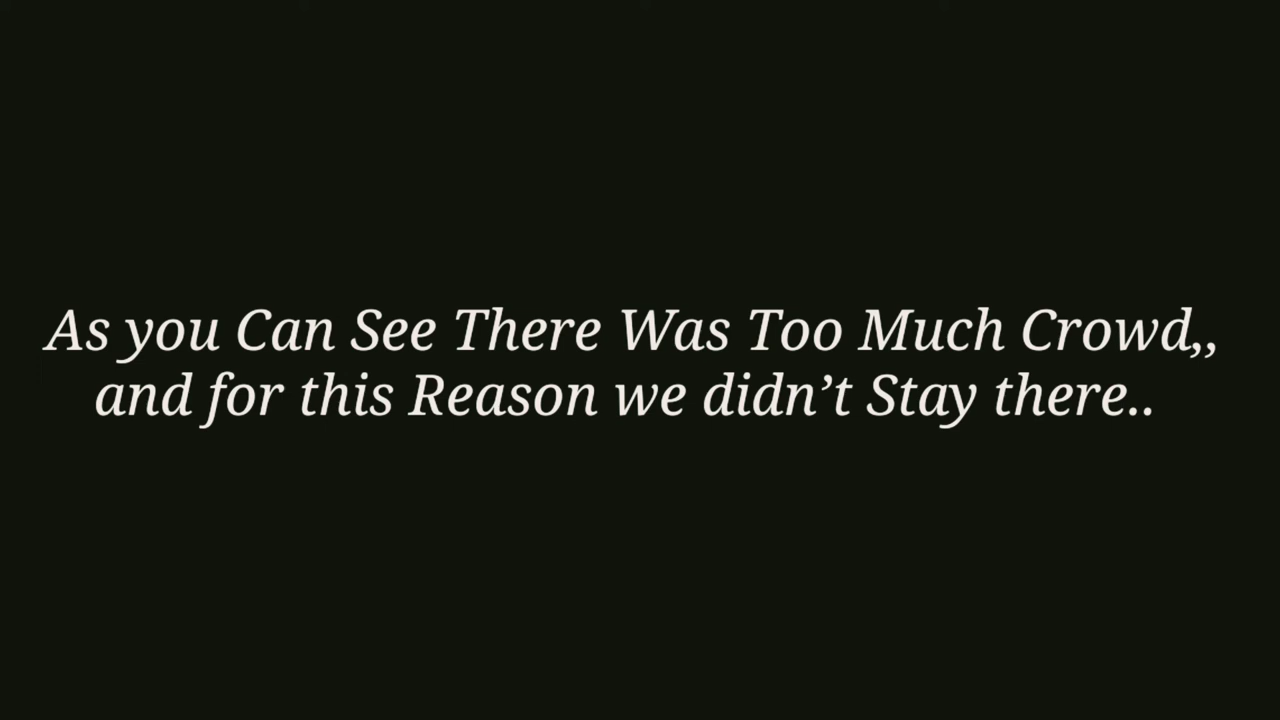 As you Can See There Was Too Much Crowd,,
and for this Reason we didn’t Stay there..